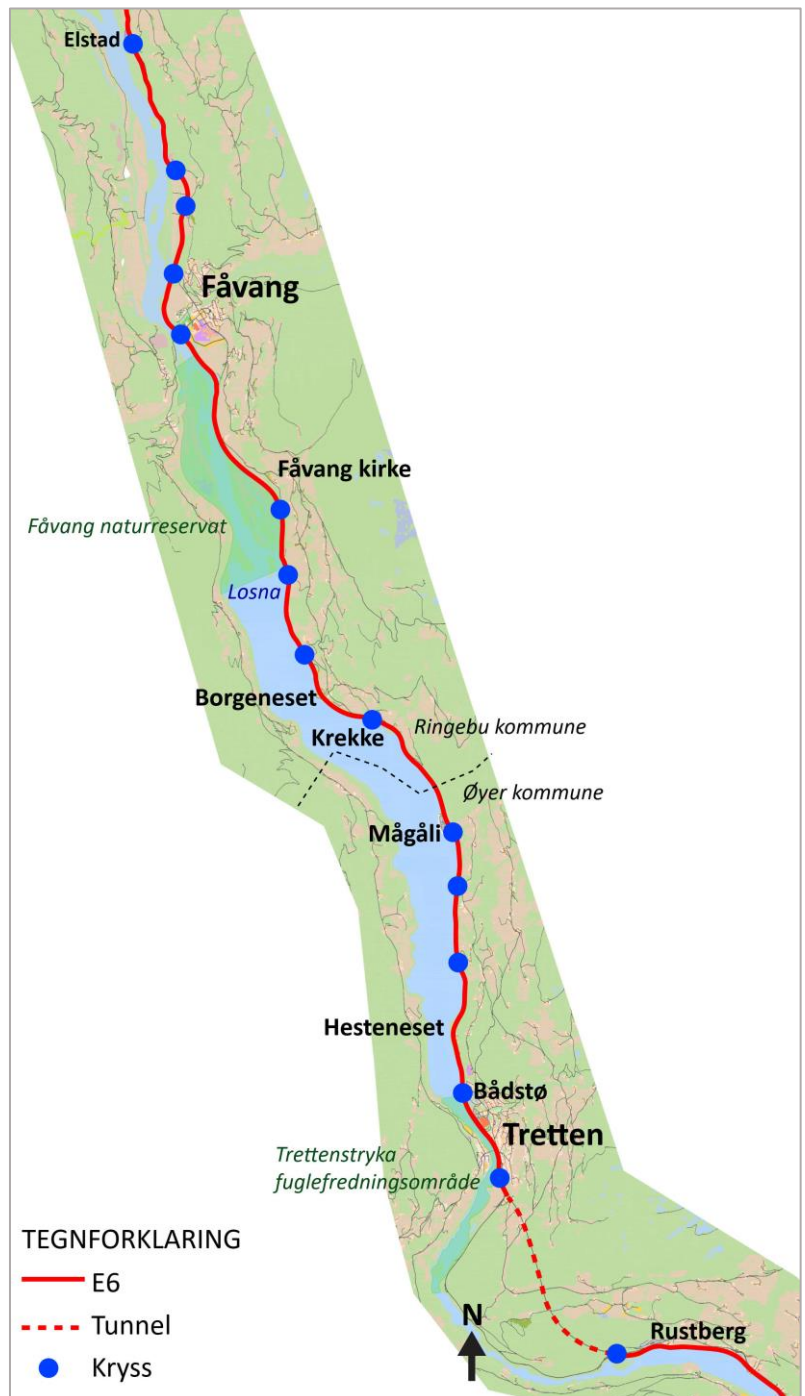 Elstad
Fåvang
Fåvang kirke
Fåvang naturreservat
Losna
Borgeneset
Krekke
Ringebu kommune
Øyer kommune
Mågåli
Hesteneset
Bådstø
Tretten
Trettenstryka
fuglefredningsområde
TEGNFORKLARING
E6
Tunnel
Kryss
N
Rustberg